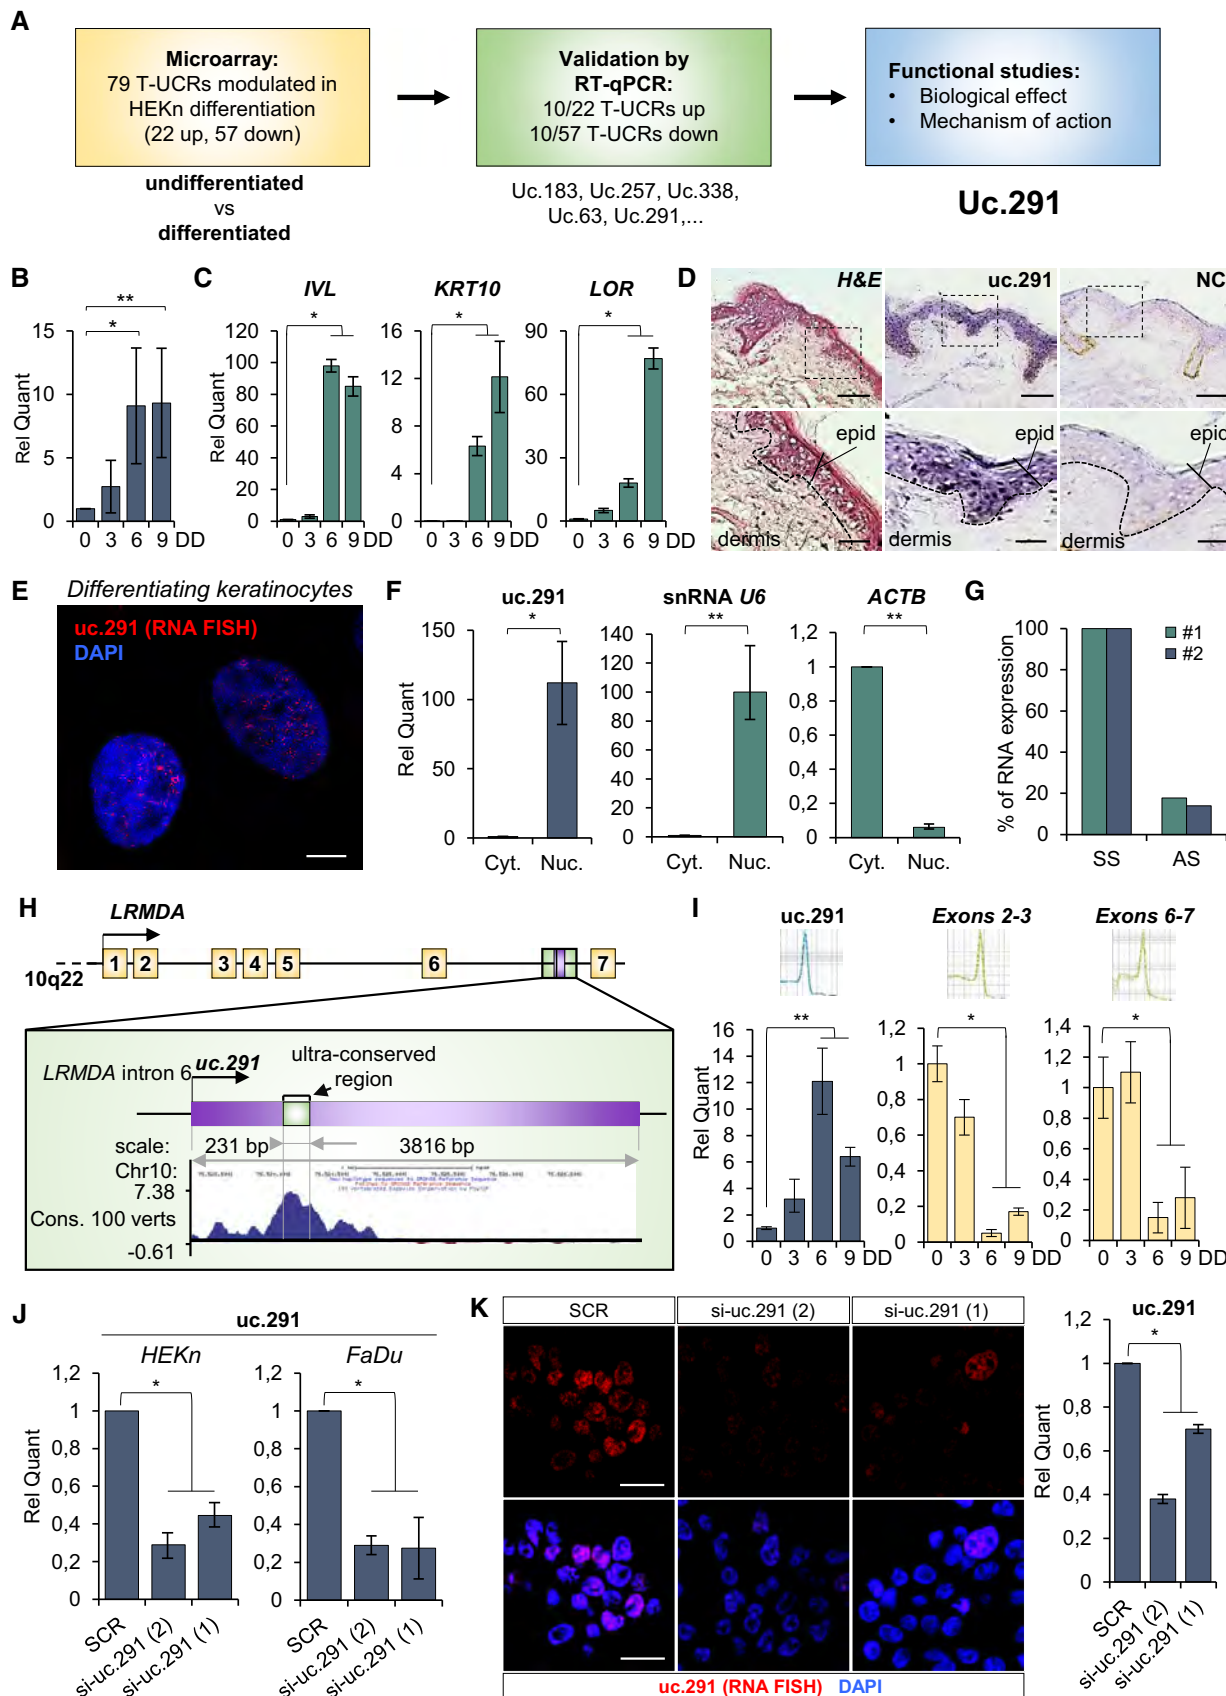 A
Microarray:
79 T-UCRs modulated in
HEKn differentiation
(22 up, 57 down)
undifferentiated
vs
differentiated
Validation by
RT-qPCR:
10/22 T-UCRs up
10/57 T-UCRs down
Uc.183, Uc.257, Uc.338,
Uc.63, Uc.291,...
Functional studies:
• Biological effect
• Mechanism of action
Uc.291
B
Rel Quant
15
10
5
0
* **
0 3 6 9 DD
C
Rel Quant
IVL
120
100
80
60
40
20
0
*
0 3 6 9 DD
KRT10
16
12
8
4
0
*
0 3 6 9 DD
LOR
90
60
30
0
*
0 3 6 9 DD
D
H&E
uc.291
NC
epid
dermis
epid
dermis
epid
dermis
E
Differentiating keratinocytes
uc.291 (RNA FISH)
DAPI
F
Rel Quant
uc.291
150
100
50
0
*
Cyt. Nuc.
snRNA U6
140
120
100
80
60
40
20
0
**
Cyt. Nuc.
ACTB
1,2
1
0,8
0,6
0,4
0,2
0
**
Cyt. Nuc.
G
% of RNA expression
100
80
60
40
20
0
#1
#2
SS AS
H
LRMDA
10q22
1 2 3 4 5 6 7
LRMDA intron 6
uc.291
ultra-conserved
region
scale:
231 bp
3816 bp
Chr10:
7.38
Cons. 100 verts
-0.61
I
Rel Quant
uc.291
16
14
12
10
8
6
4
2
0
**
0 3 6 9 DD
Exons 2-3
1,2
1
0,8
0,6
0,4
0,2
0
*
0 3 6 9 DD
Exons 6-7
1,4
1,2
1
0,8
0,6
0,4
0,2
0
*
0 3 6 9 DD
J
uc.291
Rel Quant
HEKn
1,2
1
0,8
0,6
0,4
0,2
0
*
SCR
si-uc.291 (2)
si-uc.291 (1)
FaDu
1,2
1
0,8
0,6
0,4
0,2
0
*
SCR
si-uc.291 (2)
si-uc.291 (1)
K
SCR
si-uc.291 (2)
si-uc.291 (1)
uc.291 (RNA FISH) DAPI
uc.291
Rel Quant
1,2
1
0,8
0,6
0,4
0,2
0
*
SCR
si-uc.291 (2)
si-uc.291 (1)